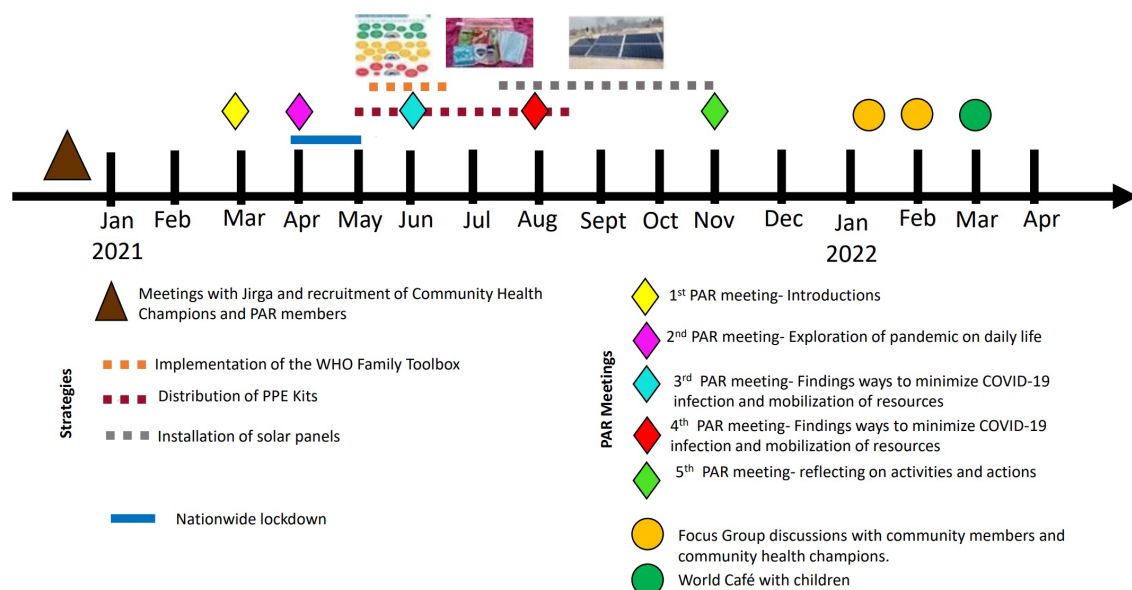 Jan Feb Mar Apr May Jun Jul Aug Sept Oct Nov Dec Jan Feb Mar Apr
2021 2022
Strategies
Meetings with Jirga and recruitment of Community Health
Champions and PAR members
Implementation of the WHO Family Toolbox
Distribution of PPE Kits
Installation of solar panels
Nationwide lockdown
PAR Meetings
1st PAR meeting- Introductions
2nd PAR meeting- Exploration of pandemic on daily life
3rd PAR meeting- Findings ways to minimize COVID-19
infection and mobilization of resources
4th PAR meeting- Findings ways to minimize COVID-19
infection and mobilization of resources
5th PAR meeting- reflecting on activities and actions
Focus Group discussions with community members and
community health champions.
World Café with children